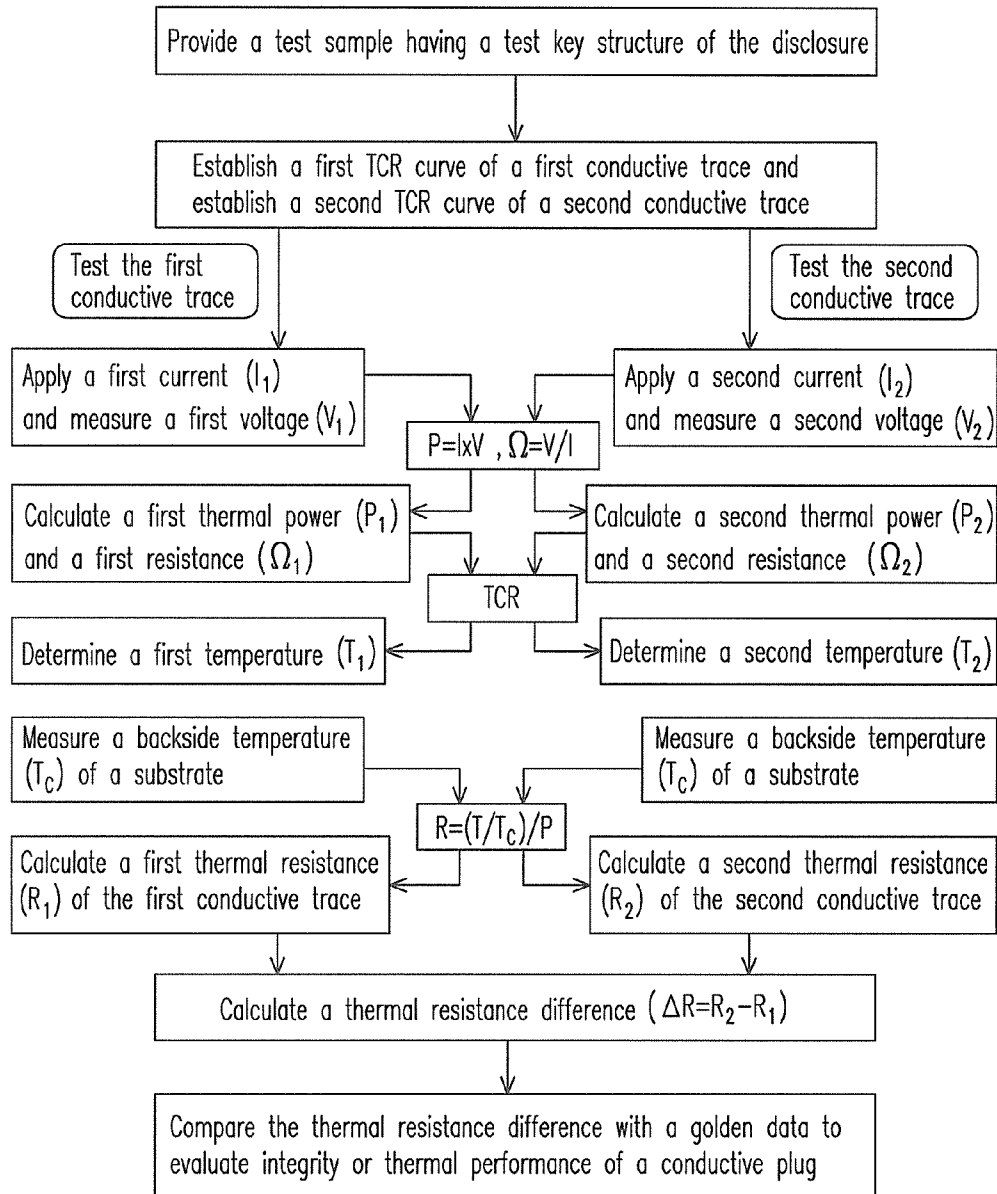 Provide a test sample having a test key structure of the disclosure
Establish a first TCR curve of a first conductive trace and
establish a second TCR curve of a second conductive trace
Test the first
conductive trace
Test the second
conductive trace
Apply a first current (I₁)
and measure a first voltage (V₁)
Apply a second current (I₂)
and measure a second voltage (V₂)
P=IxV , Ω=V/I
Calculate a first thermal power (P₁)
and a first resistance (Ω₁)
Calculate a second thermal power (P₂)
and a second resistance (Ω₂)
TCR
Determine a first temperature (T₁)
Determine a second temperature (T₂)
Measure a backside temperature
(T_C) of a substrate
Measure a backside temperature
(T_C) of a substrate
R=(T/T_C)/P
Calculate a first thermal resistance
(R₁) of the first conductive trace
Calculate a second thermal resistance
(R₂) of the second conductive trace
Calculate a thermal resistance difference (ΔR=R₂-R₁)
Compare the thermal resistance difference with a golden data to
evaluate integrity or thermal performance of a conductive plug